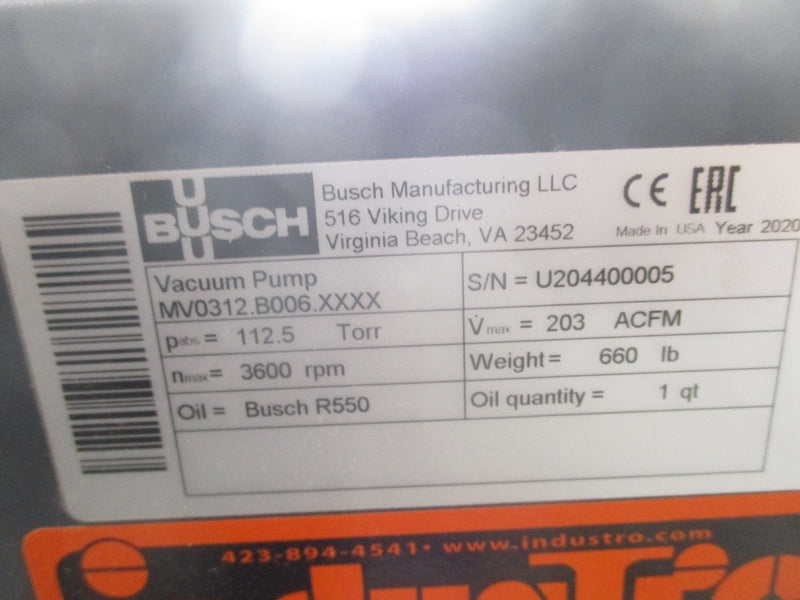 BUSCH
Busch Manufacturing LLC
516 Viking Drive
Virginia Beach, VA 23452
CE EAC
Made In USA Year 2020
Vacuum Pump
MV0312.B006.XXXX
S/N = U204400005
pabs = 112.5 Torr
V̇max = 203 ACFM
nmax= 3600 rpm
Weight= 660 lb
Oil = Busch R550
Oil quantity = 1 qt
423-894-4541• www.industro.com